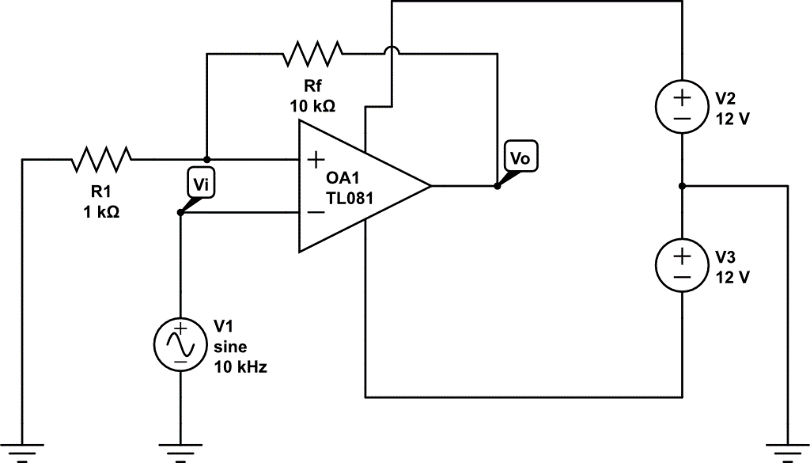 Rf
10 kΩ
V2
12 V
+
−
R1
1 kΩ
Vi
+
−
OA1
TL081
Vo
V3
12 V
+
−
V1
sine
10 kHz
+
−